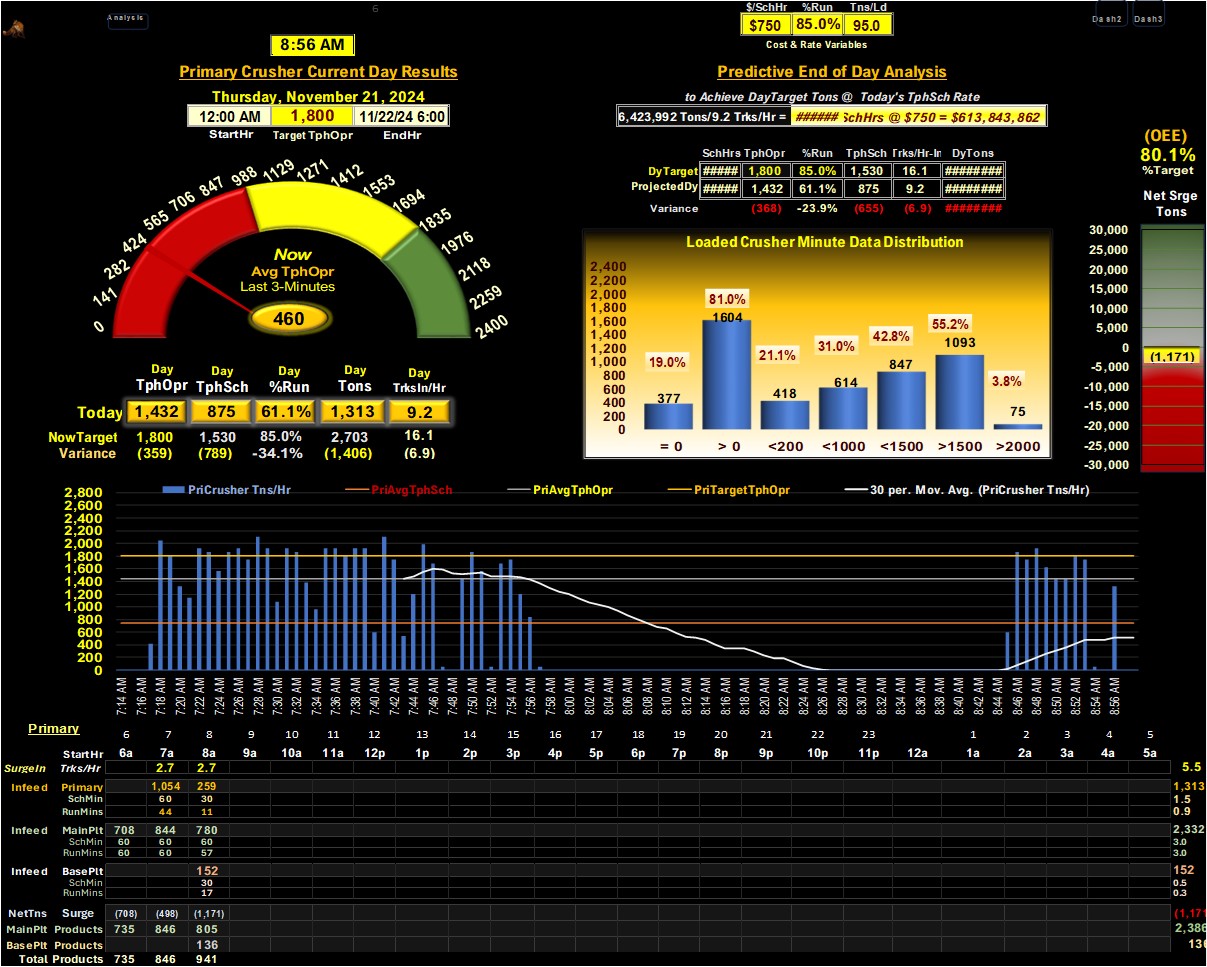 6
Analysis
Dash2 Dash3
$/SchHr %Run Tns/Ld
$750 85.0% 95.0
Cost & Rate Variables
8:56 AM
Primary Crusher Current Day Results
Thursday, November 21, 2024
12:00 AM 1,800 11/22/24 6:00
StartHr Target TphOpr EndHr
0 141 282 424 565 706 847 988 1129 1271 1412 1553 1694 1835 1976 2118 2259 2400
Now
Avg TphOpr
Last 3-Minutes
460
Day Day Day Day Day
TphOpr TphSch %Run Tons TrksIn/Hr
Today 1,432 875 61.1% 1,313 9.2
NowTarget 1,800 1,530 85.0% 2,703 16.1
Variance (359) (789) -34.1% (1,406) (6.9)
Predictive End of Day Analysis
to Achieve DayTarget Tons @ Today's TphSch Rate
6,423,992 Tons/9.2 Trks/Hr = ###### SchHrs @ $750 = $613,843,862
SchHrs TphOpr %Run TphSch Trks/Hr-In DyTons
DyTarget ##### 1,800 85.0% 1,530 16.1 ########
ProjectedDy ##### 1,432 61.1% 875 9.2 ########
Variance (368) -23.9% (655) (6.9) ########
Loaded Crusher Minute Data Distribution
2,400
2,200
2,000
1,800
1,600
1,400
1,200
1,000
800
600
400
200
0
19.0% 81.0% 21.1% 31.0% 42.8% 55.2% 3.8%
377 1604 418 614 847 1093 75
= 0 > 0 <200 <1000 <1500 >1500 >2000
(OEE)
80.1%
%Target
Net Srge
Tons
30,000
25,000
20,000
15,000
10,000
5,000
0
(1,171)
-5,000
-10,000
-15,000
-20,000
-25,000
-30,000
PriCrusher Tns/Hr PriAvgTphSch PriAvgTphOpr PriTargetTphOpr 30 per. Mov. Avg. (PriCrusher Tns/Hr)
2,800
2,600
2,400
2,200
2,000
1,800
1,600
1,400
1,200
1,000
800
600
400
200
0
7:14 AM 7:16 AM 7:18 AM 7:20 AM 7:22 AM 7:24 AM 7:26 AM 7:28 AM 7:30 AM 7:32 AM 7:34 AM 7:36 AM 7:38 AM 7:40 AM 7:42 AM 7:44 AM 7:46 AM 7:48 AM 7:50 AM 7:52 AM 7:54 AM 7:56 AM 7:58 AM 8:00 AM 8:02 AM 8:04 AM 8:06 AM 8:08 AM 8:10 AM 8:12 AM 8:14 AM 8:16 AM 8:18 AM 8:20 AM 8:22 AM 8:24 AM 8:26 AM 8:28 AM 8:30 AM 8:32 AM 8:34 AM 8:36 AM 8:38 AM 8:40 AM 8:42 AM 8:44 AM 8:46 AM 8:48 AM 8:50 AM 8:52 AM 8:54 AM 8:56 AM
Primary
6 7 8 9 10 11 12 13 14 15 16 17 18 19 20 21 22 23 1 2 3 4 5
StartHr 6a 7a 8a 9a 10a 11a 12p 1p 2p 3p 4p 5p 6p 7p 8p 9p 10p 11p 12a 1a 2a 3a 4a 5a
SurgeIn Trks/Hr 2.7 2.7 5.5
Infeed Primary 1,054 259 1,313
SchMin 60 30 1.5
RunMins 44 11 0.9
Infeed MainPlt 708 844 780 2,332
SchMin 60 60 60 3.0
RunMins 60 60 57 3.0
Infeed BasePlt 152 152
SchMin 30 0.5
RunMins 17 0.3
NetTns Surge (708) (498) (1,171) (1,171
MainPlt Products 735 846 805 2,386
BasePlt Products 136 136
Total Products 735 846 941